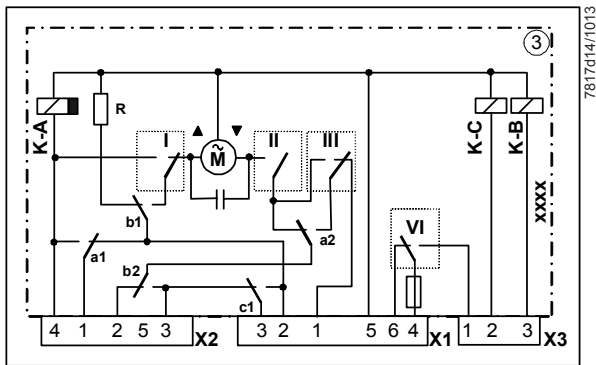 3
7817d14/1013
K-A
R
I
II
III
K-C
K-B
M
~
b1
a2
VI
xxxx
a1
b2
c1
4 1 2 5 3 X2
3 2 1 5 6 4 X1
1 2 3 X3